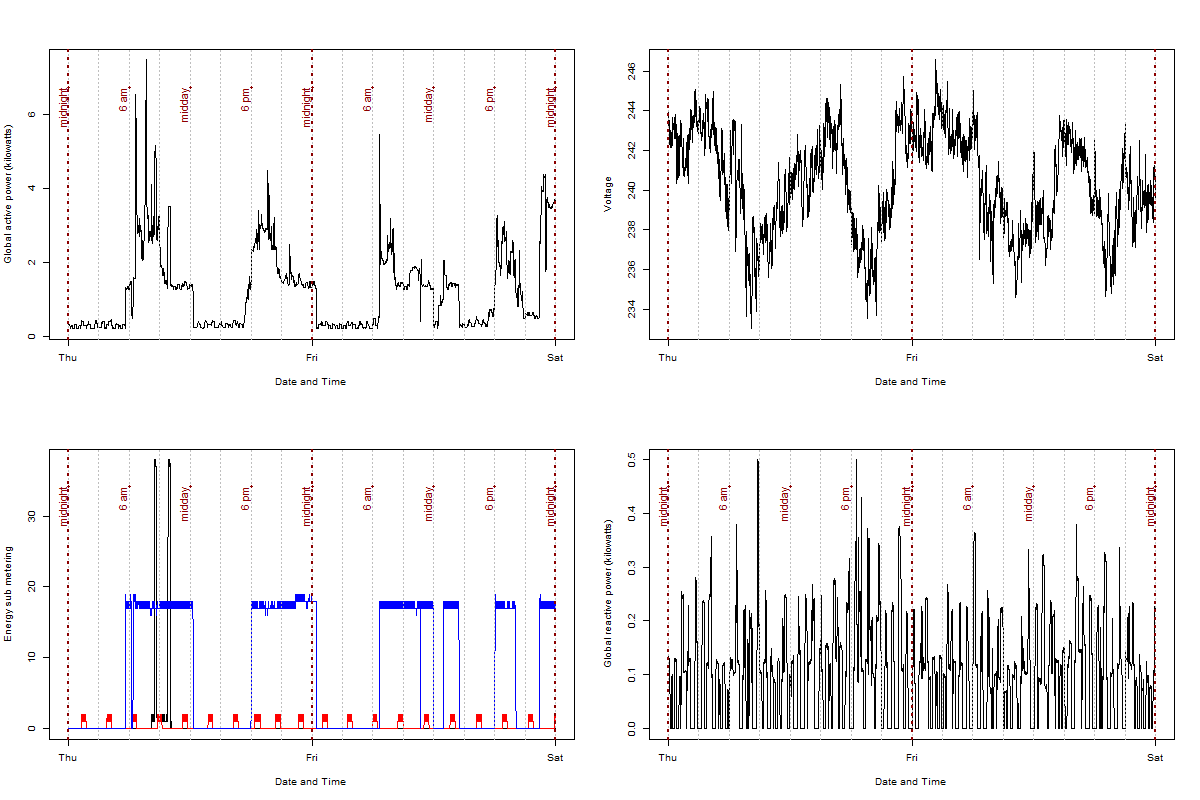 Global active power (kilowatts)
0
2
4
6
midnight
6 am
midday
6 pm
midnight
6 am
midday
6 pm
midnight
Thu
Fri
Sat
Date and Time
Voltage
234
236
238
240
242
244
246
Thu
Fri
Sat
Date and Time
Energy sub metering
0
10
20
30
midnight
6 am
midday
6 pm
midnight
6 am
midday
6 pm
midnight
Thu
Fri
Sat
Date and Time
Global reactive power (kilowatts)
0.0
0.1
0.2
0.3
0.4
0.5
midnight
6 am
midday
6 pm
midnight
6 am
midday
6 pm
midnight
Thu
Fri
Sat
Date and Time